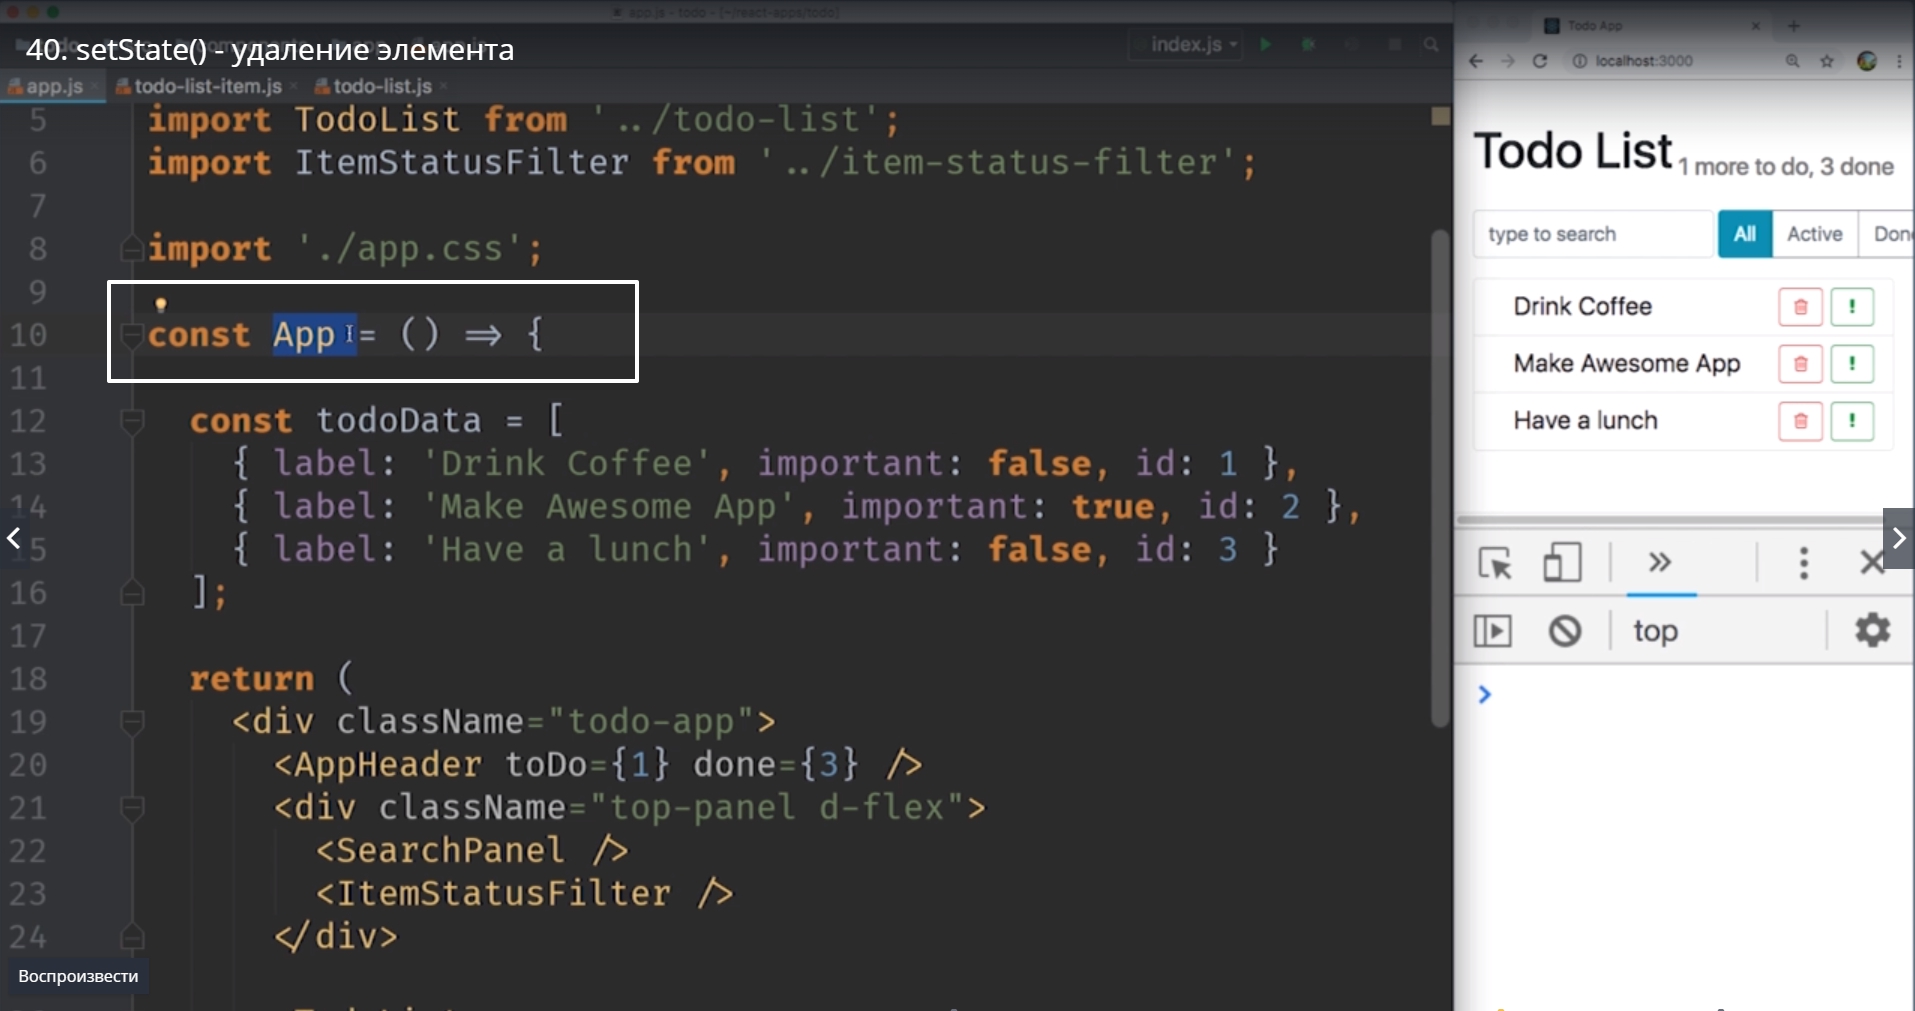 app.js - todo - [~/react-apps/todo]
40. setState() - удаление элемента
index.js
app.js
todo-list-item.js
todo-list.js
5 import TodoList from '../todo-list';
6 import ItemStatusFilter from '../item-status-filter';
7
8 import './app.css';
9
10 const App = () => {
11
12 const todoData = [
13 { label: 'Drink Coffee', important: false, id: 1 },
14 { label: 'Make Awesome App', important: true, id: 2 },
15 { label: 'Have a lunch', important: false, id: 3 }
16 ];
17
18 return (
19 <div className="todo-app">
20 <AppHeader toDo={1} done={3} />
21 <div className="top-panel d-flex">
22 <SearchPanel />
23 <ItemStatusFilter />
24 </div>
Воспроизвести
Todo App
localhost:3000
Todo List 1 more to do, 3 done
type to search
All
Active
Drink Coffee
Make Awesome App
Have a lunch
top